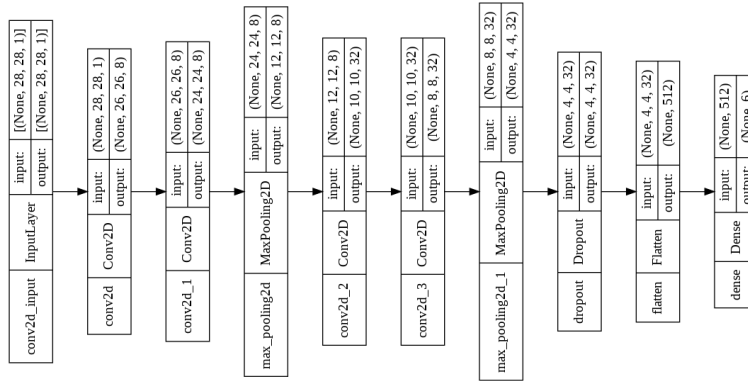 conv2d_input InputLayer input: [(None, 28, 28, 1)]
output: [(None, 28, 28, 1)]
conv2d Conv2D input: (None, 28, 28, 1)
output: (None, 26, 26, 8)
conv2d_1 Conv2D input: (None, 26, 26, 8)
output: (None, 24, 24, 8)
max_pooling2d MaxPooling2D input: (None, 24, 24, 8)
output: (None, 12, 12, 8)
conv2d_2 Conv2D input: (None, 12, 12, 8)
output: (None, 10, 10, 32)
conv2d_3 Conv2D input: (None, 10, 10, 32)
output: (None, 8, 8, 32)
max_pooling2d_1 MaxPooling2D input: (None, 8, 8, 32)
output: (None, 4, 4, 32)
dropout Dropout input: (None, 4, 4, 32)
output: (None, 4, 4, 32)
flatten Flatten input: (None, 4, 4, 32)
output: (None, 512)
dense Dense input: (None, 512)
output: (None, 6)